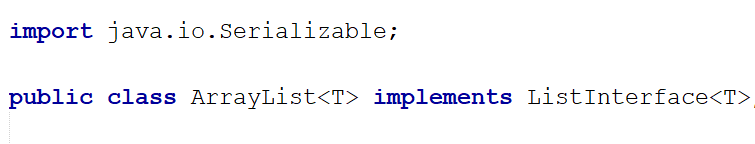 import java.io.Serializable;
public class ArrayList<T> implements ListInterface<T>